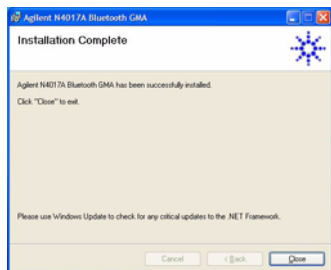 Agilent N4017A Bluetooth GMA
Installation Complete
Agilent N4017A Bluetooth GMA has been successfully installed.
Click "Close" to exit.
Please use Windows Update to check for any critical updates to the .NET Framework.
Cancel
< Back
Close